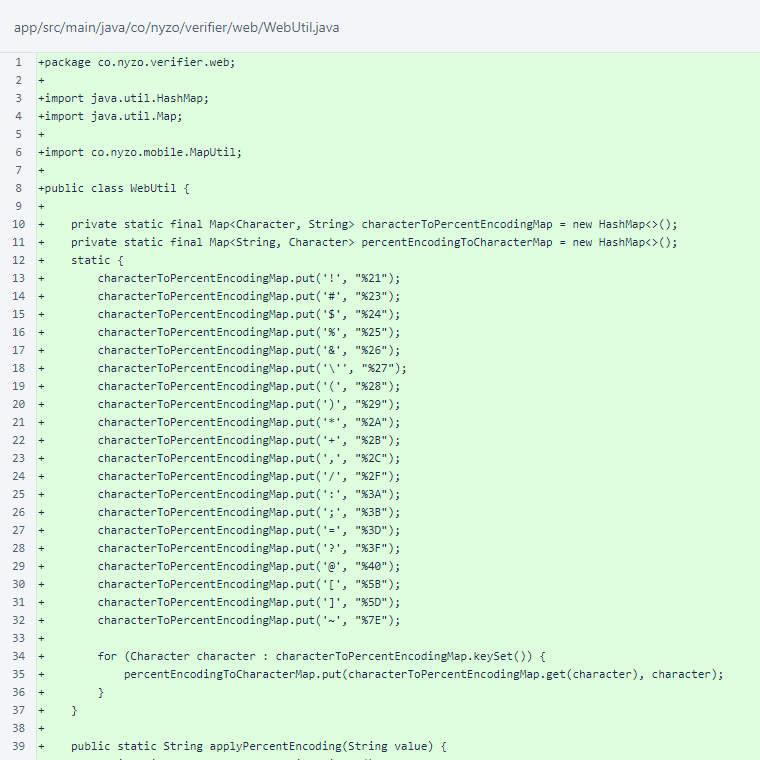 app/src/main/java/co/nyzo/verifier/web/WebUtil.java
1 +package co.nyzo.verifier.web;
2 +
3 +import java.util.HashMap;
4 +import java.util.Map;
5 +
6 +import co.nyzo.mobile.MapUtil;
7 +
8 +public class WebUtil {
9 +
10 +    private static final Map<Character, String> characterToPercentEncodingMap = new HashMap<>();
11 +    private static final Map<String, Character> percentEncodingToCharacterMap = new HashMap<>();
12 +    static {
13 +        characterToPercentEncodingMap.put('!', "%21");
14 +        characterToPercentEncodingMap.put('#', "%23");
15 +        characterToPercentEncodingMap.put('$', "%24");
16 +        characterToPercentEncodingMap.put('%', "%25");
17 +        characterToPercentEncodingMap.put('&', "%26");
18 +        characterToPercentEncodingMap.put('\'', "%27");
19 +        characterToPercentEncodingMap.put('(', "%28");
20 +        characterToPercentEncodingMap.put(')', "%29");
21 +        characterToPercentEncodingMap.put('*', "%2A");
22 +        characterToPercentEncodingMap.put('+', "%2B");
23 +        characterToPercentEncodingMap.put(',', "%2C");
24 +        characterToPercentEncodingMap.put('/', "%2F");
25 +        characterToPercentEncodingMap.put(':', "%3A");
26 +        characterToPercentEncodingMap.put(';', "%3B");
27 +        characterToPercentEncodingMap.put('=', "%3D");
28 +        characterToPercentEncodingMap.put('?', "%3F");
29 +        characterToPercentEncodingMap.put('@', "%40");
30 +        characterToPercentEncodingMap.put('[', "%5B");
31 +        characterToPercentEncodingMap.put(']', "%5D");
32 +        characterToPercentEncodingMap.put('~', "%7E");
33 +
34 +        for (Character character : characterToPercentEncodingMap.keySet()) {
35 +            percentEncodingToCharacterMap.put(characterToPercentEncodingMap.get(character), character);
36 +        }
37 +    }
38 +
39 +    public static String applyPercentEncoding(String value) {